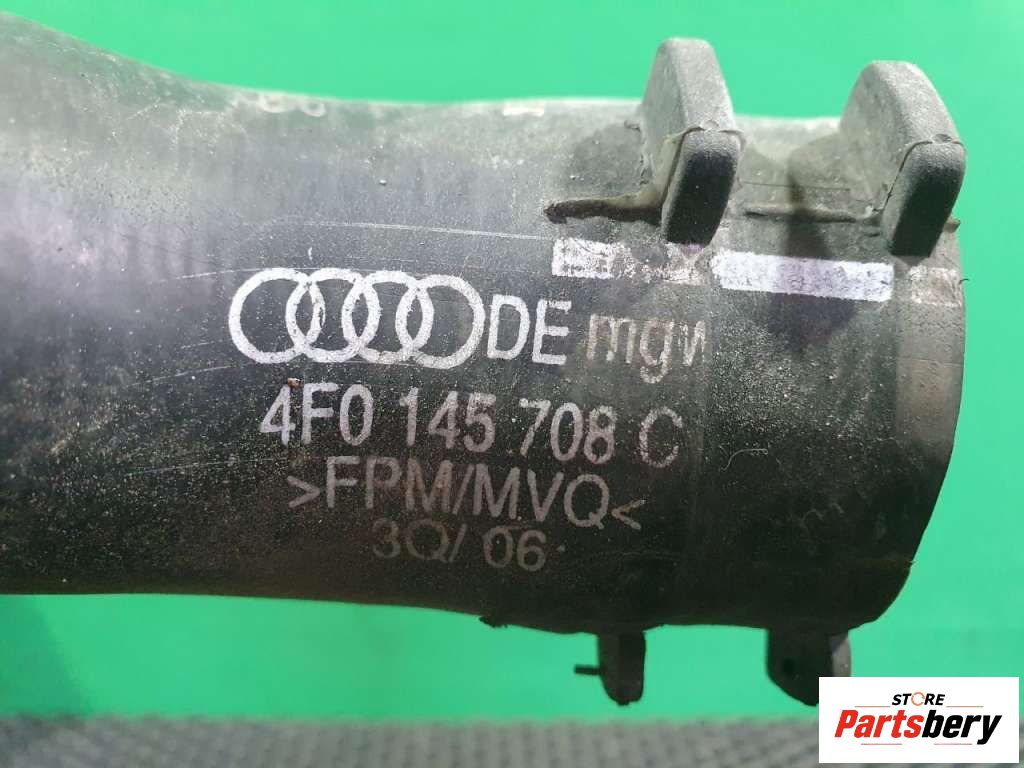 DE mgw
4F0 145 708 C
>FPM/MVQ<
3Q/ 06
STORE
Partsbery